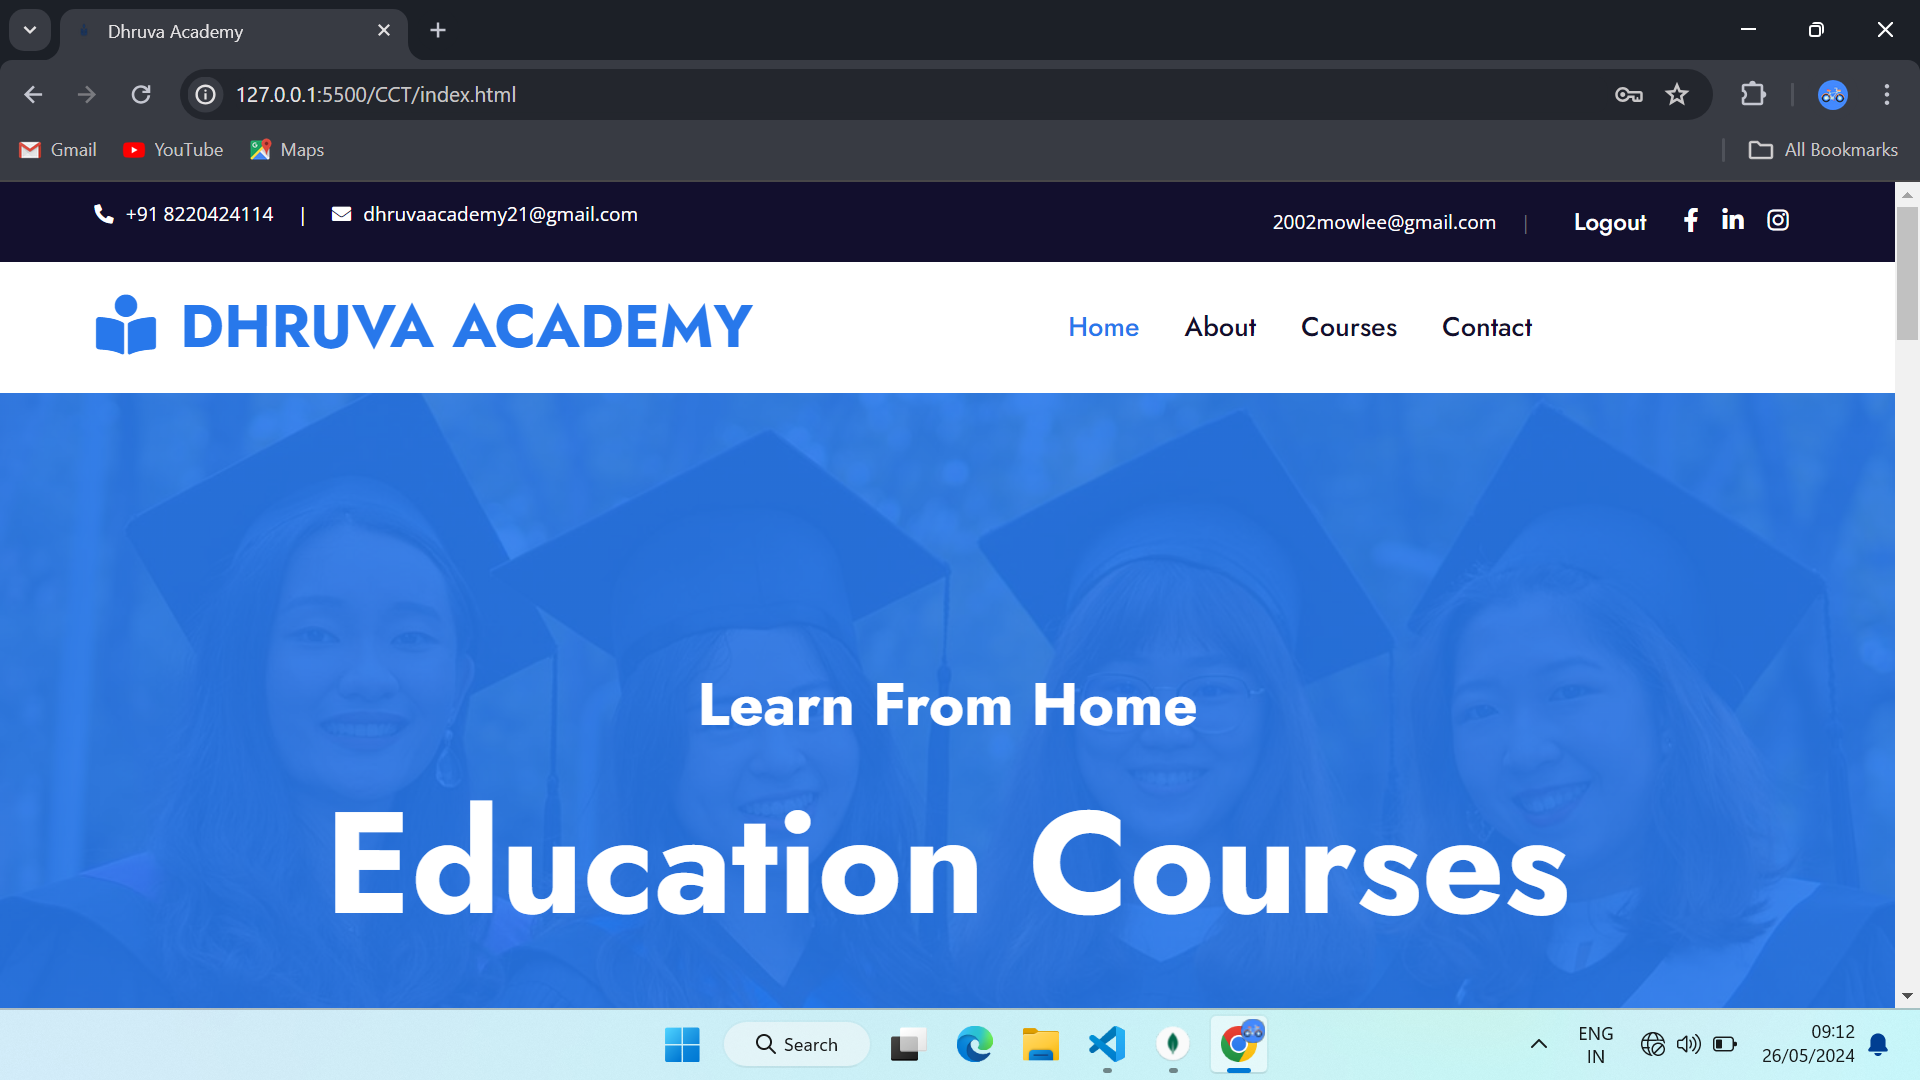 Dhruva Academy
127.0.0.1:5500/CCT/index.html
Gmail YouTube Maps All Bookmarks
+91 8220424114 | dhruvaacademy21@gmail.com 2002mowlee@gmail.com | Logout
DHRUVA ACADEMY Home About Courses Contact
Learn From Home
Education Courses
Search ENG IN 09:12
26/05/2024